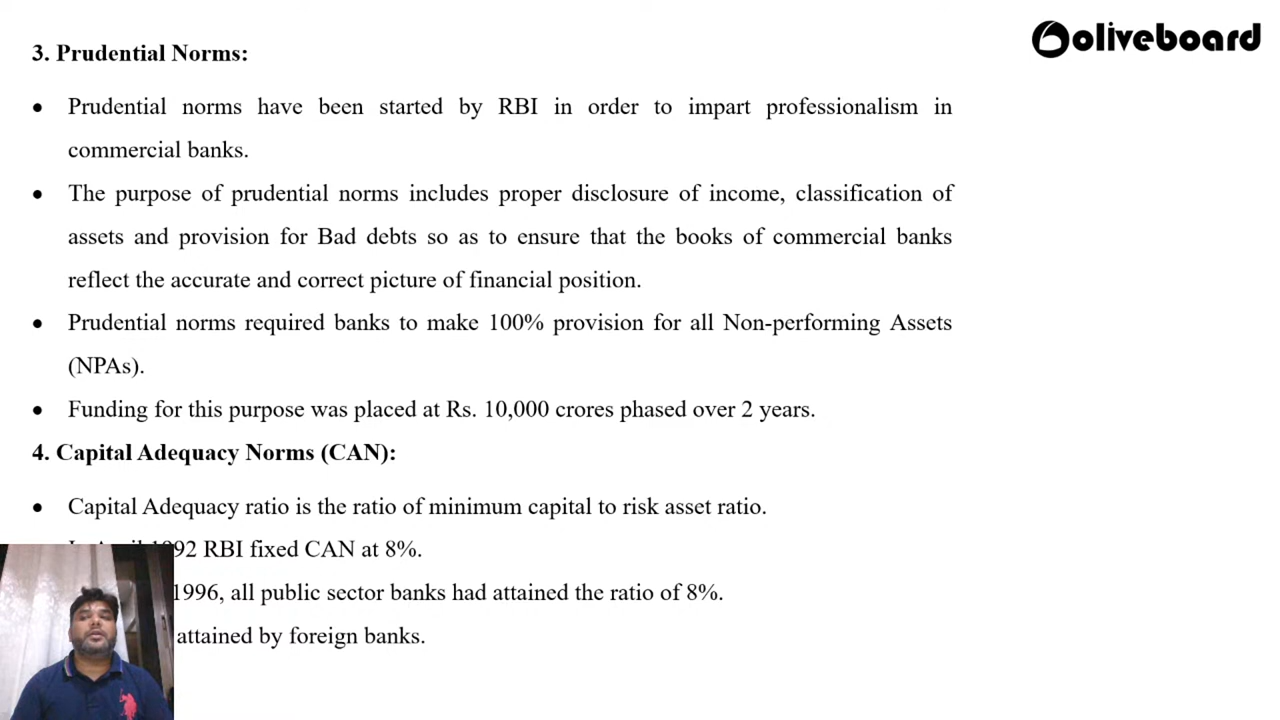 oliveboard
3. Prudential Norms:
• Prudential norms have been started by RBI in order to impart professionalism in
commercial banks.
• The purpose of prudential norms includes proper disclosure of income, classification of
assets and provision for Bad debts so as to ensure that the books of commercial banks
reflect the accurate and correct picture of financial position.
• Prudential norms required banks to make 100% provision for all Non-performing Assets
(NPAs).
• Funding for this purpose was placed at Rs. 10,000 crores phased over 2 years.
4. Capital Adequacy Norms (CAN):
• Capital Adequacy ratio is the ratio of minimum capital to risk asset ratio.
1992 RBI fixed CAN at 8%.
1996, all public sector banks had attained the ratio of 8%.
attained by foreign banks.